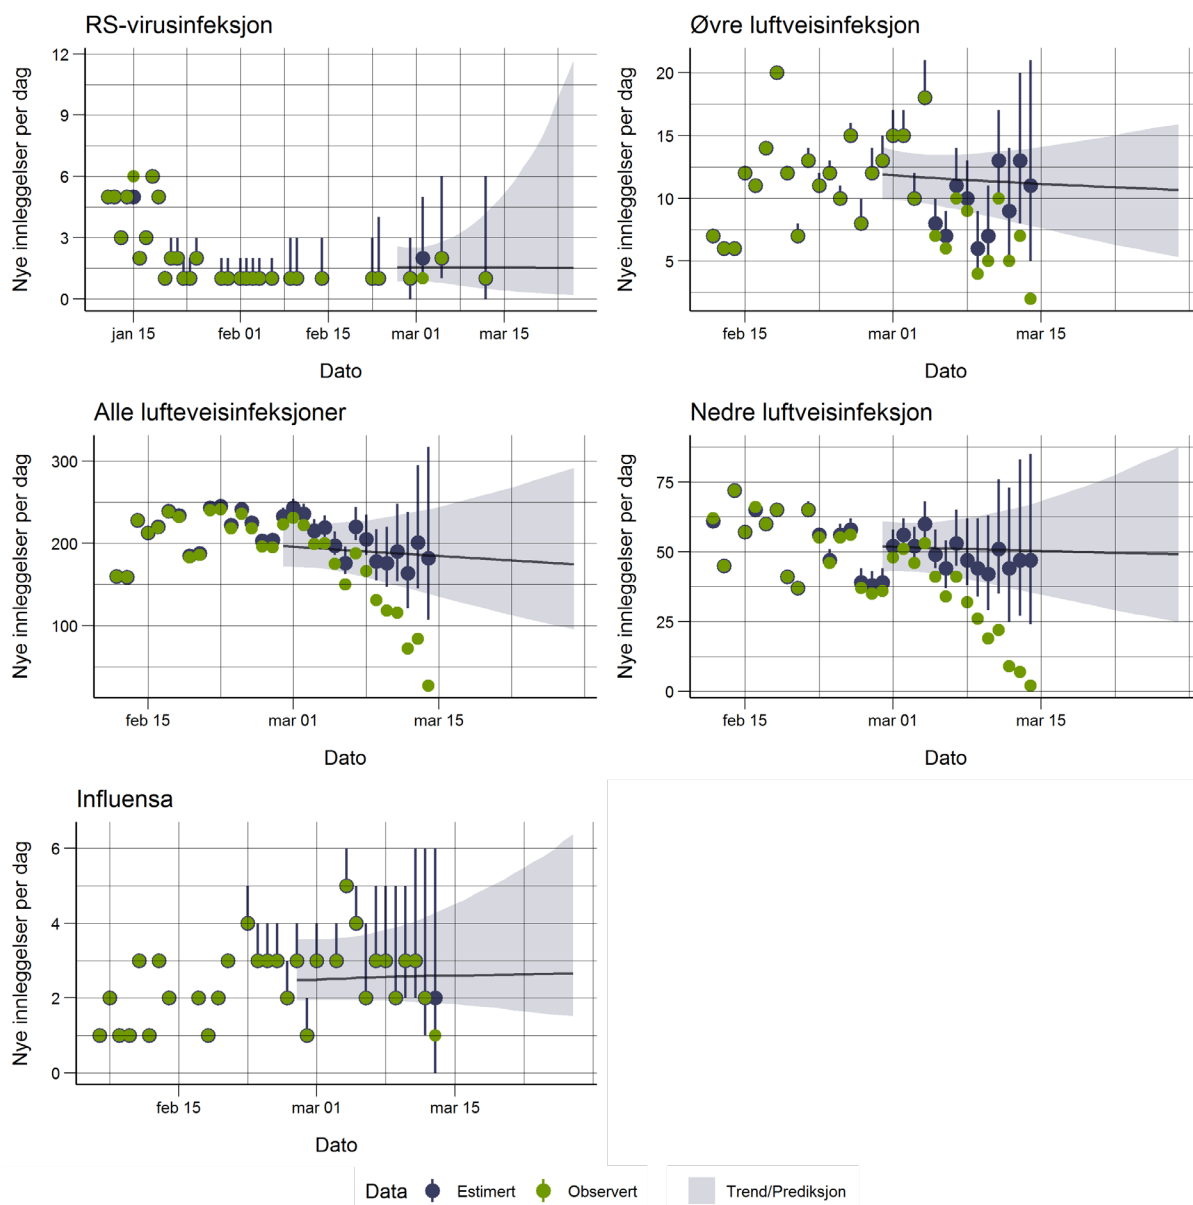 RS-virusinfeksjon
Nye innleggelser per dag
12
9
6
3
0
jan 15 feb 01 feb 15 mar 01 mar 15
Dato
Øvre luftveisinfeksjon
Nye innleggelser per dag
20
15
10
5
feb 15 mar 01 mar 15
Dato
Alle lufteveisinfeksjoner
Nye innleggelser per dag
300
200
100
feb 15 mar 01 mar 15
Dato
Nedre luftveisinfeksjon
Nye innleggelser per dag
75
50
25
0
feb 15 mar 01 mar 15
Dato
Influensa
Nye innleggelser per dag
6
4
2
0
feb 15 mar 01 mar 15
Dato
Data Estimert Observert Trend/Prediksjon